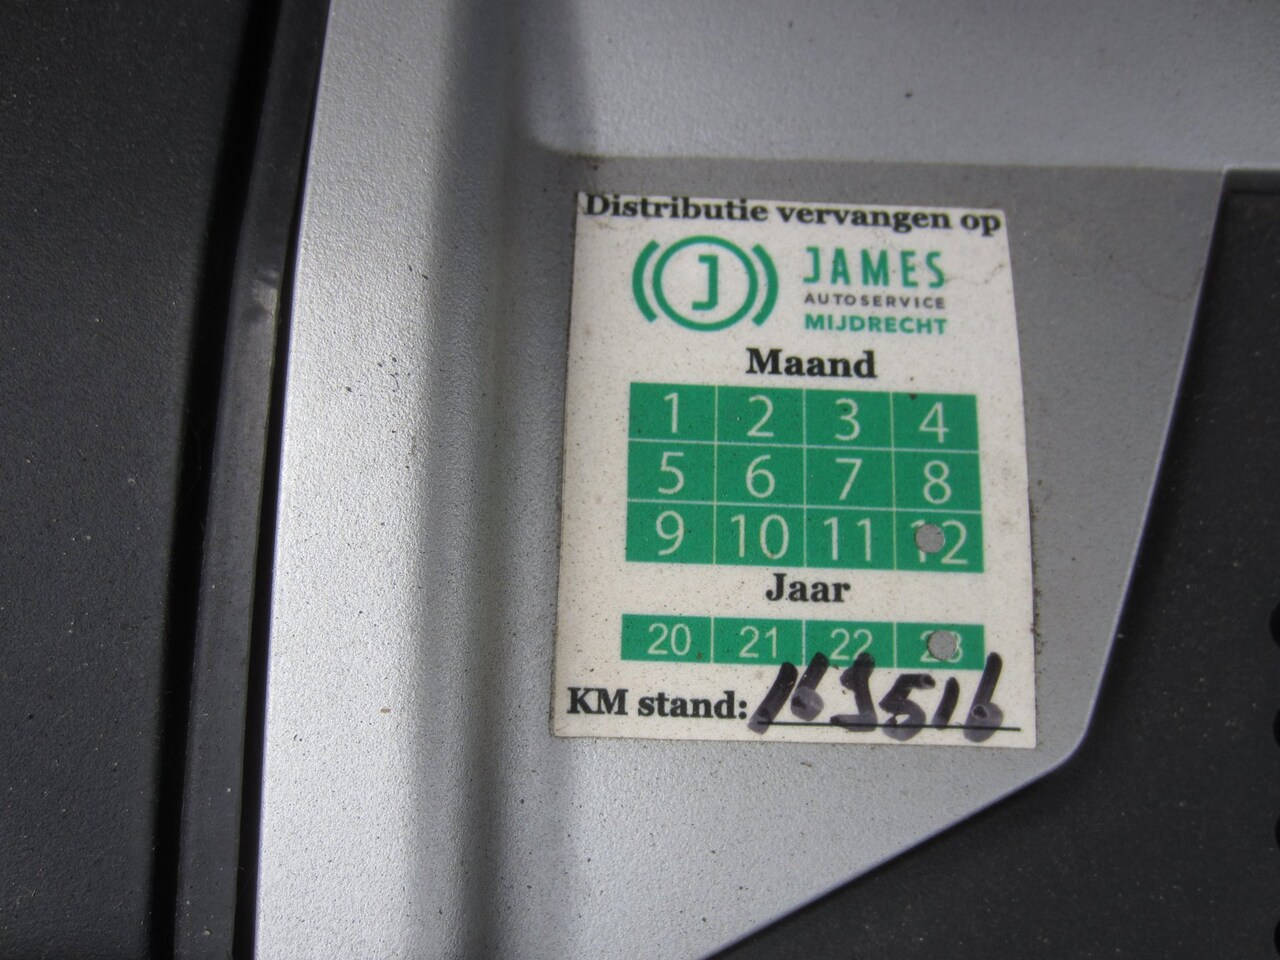 Distributie vervangen op
J
JAMES
AUTOSERVICE
MIJDRECHT
Maand
1 2 3 4
5 6 7 8
9 10 11 12
Jaar
20 21 22 23
KM stand: 169516